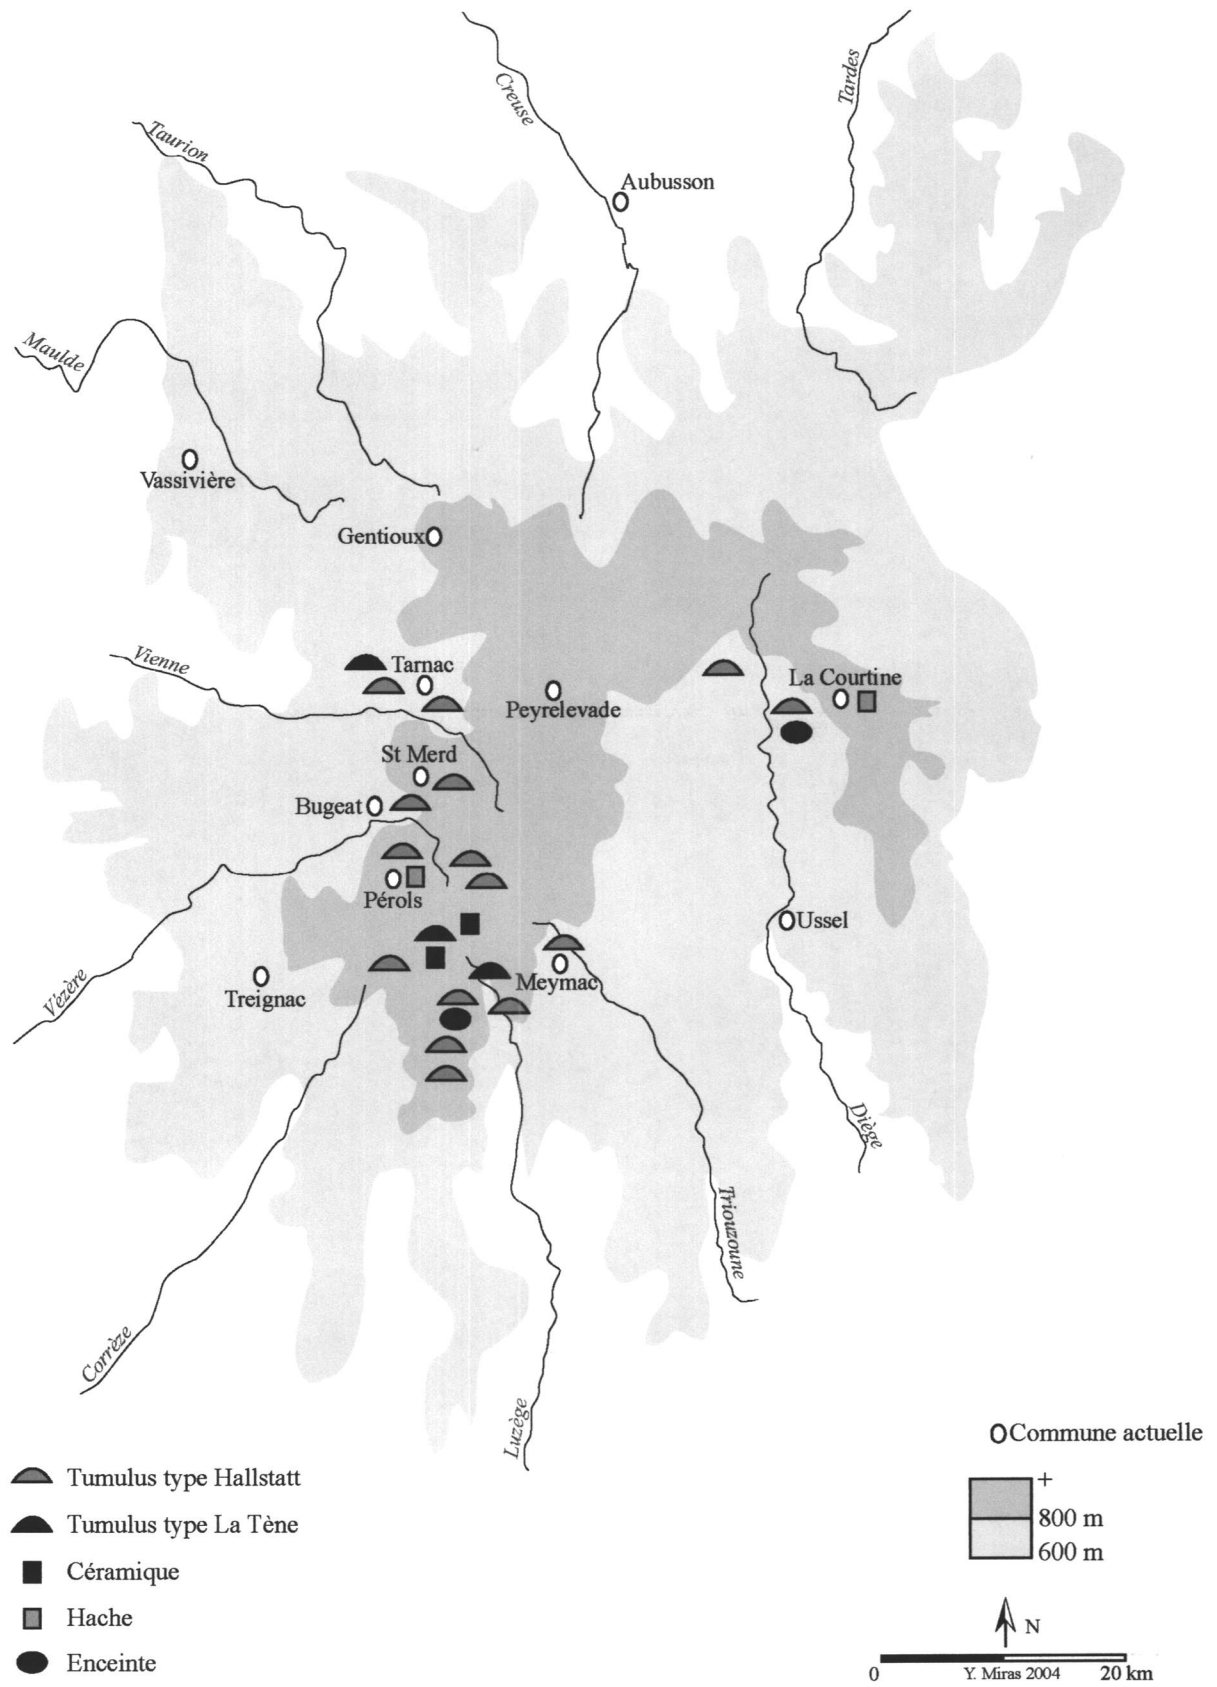 Creuse
Tardes
Taurion
Aubusson
Maulde
Vassivière
Gentioux
Vienne
Tarnac
Peyrelevade
La Courtine
St Merd
Bugeat
Pérols
Ussel
Vézère
Treignac
Meymac
Diège
Triouzoune
Corrèze
Luzège
Commune actuelle
+
800 m
600 m
Tumulus type Hallstatt
Tumulus type La Tène
Céramique
Hache
Enceinte
N
0
Y. Miras 2004
20 km